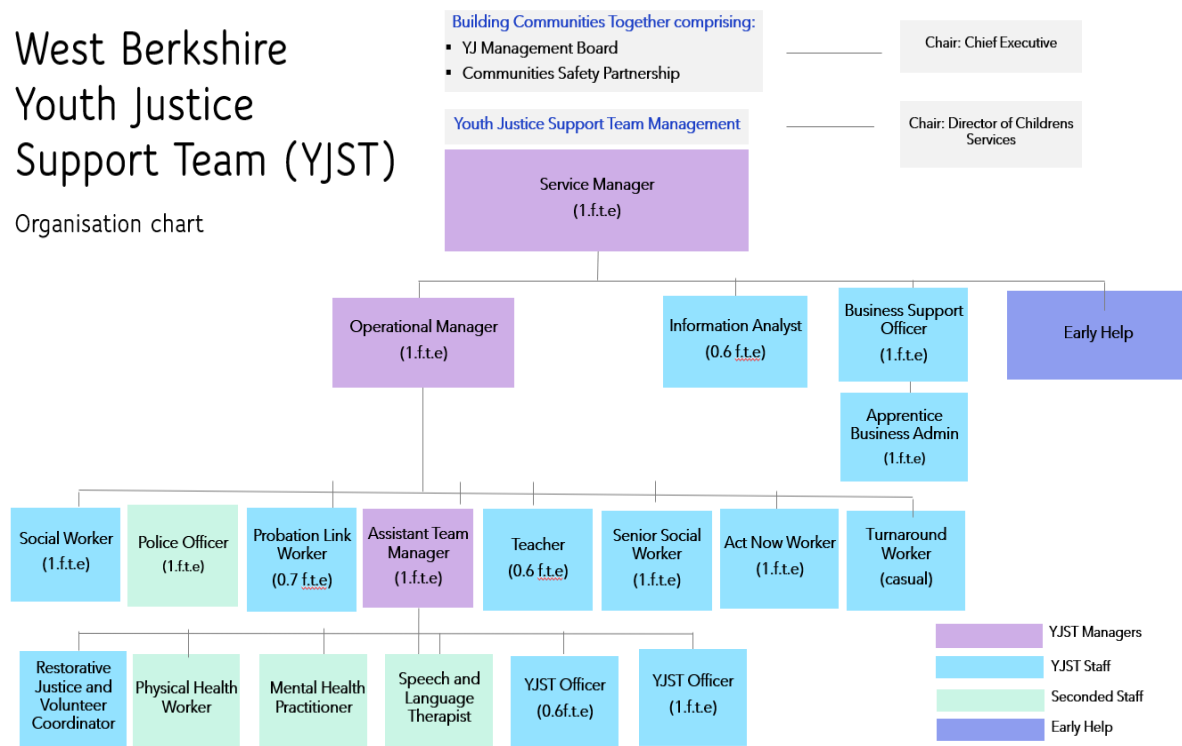 West Berkshire
Youth Justice
Support Team (YJST)
Organisation chart
Building Communities Together comprising:
▪ YJ Management Board
▪ Communities Safety Partnership
Chair: Chief Executive
Youth Justice Support Team Management
Chair: Director of Childrens
Services
Service Manager
(1.f.t.e)
Operational Manager
(1.f.t.e)
Information Analyst
(0.6 f.t.e)
Business Support
Officer
(1.f.t.e)
Early Help
Apprentice
Business Admin
(1.f.t.e)
Social Worker
(1.f.t.e)
Police Officer
(1.f.t.e)
Probation Link
Worker
(0.7 f.t.e)
Assistant Team
Manager
(1.f.t.e)
Teacher
(0.6 f.t.e)
Senior Social
Worker
(1.f.t.e)
Act Now Worker
(1.f.t.e)
Turnaround
Worker
(casual)
Restorative
Justice and
Volunteer
Coordinator
Physical Health
Worker
Mental Health
Practitioner
Speech and
Language
Therapist
YJST Officer
(0.6f.t.e)
YJST Officer
(1.f.t.e)
YJST Managers
YJST Staff
Seconded Staff
Early Help